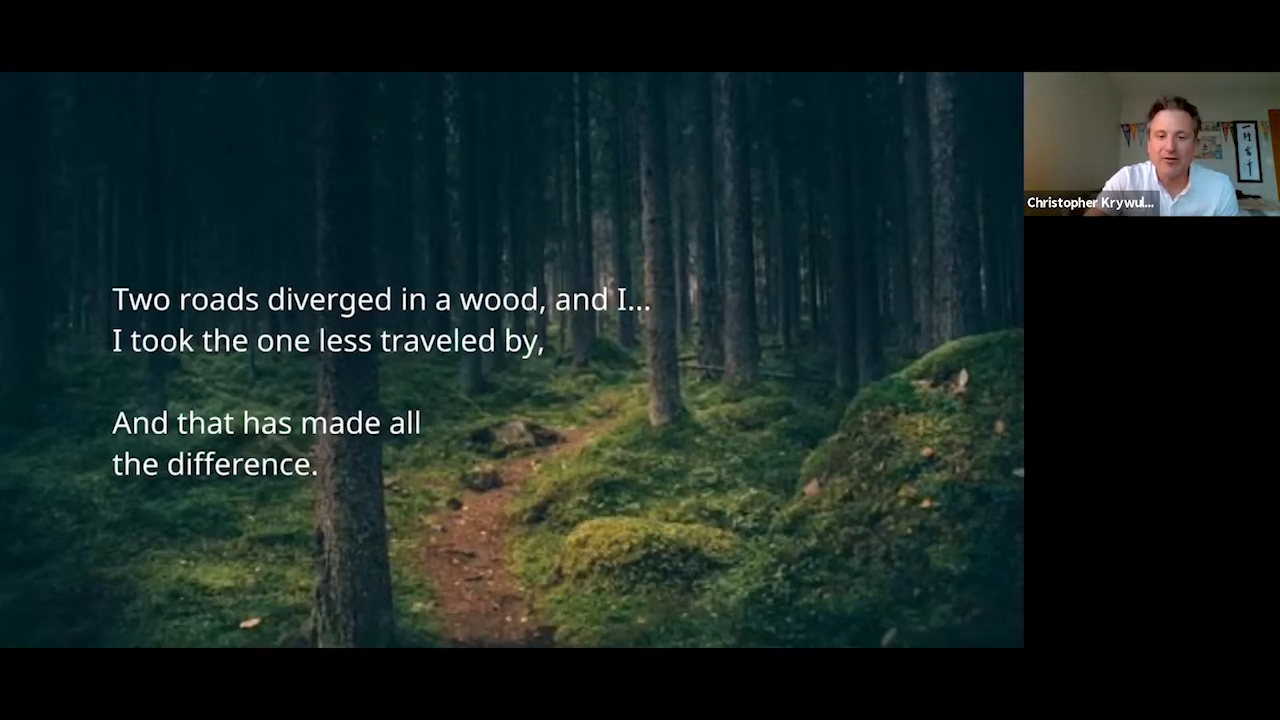 Two roads diverged in a wood, and I...
I took the one less traveled by,
And that has made all
the difference.
Christopher Krywul...